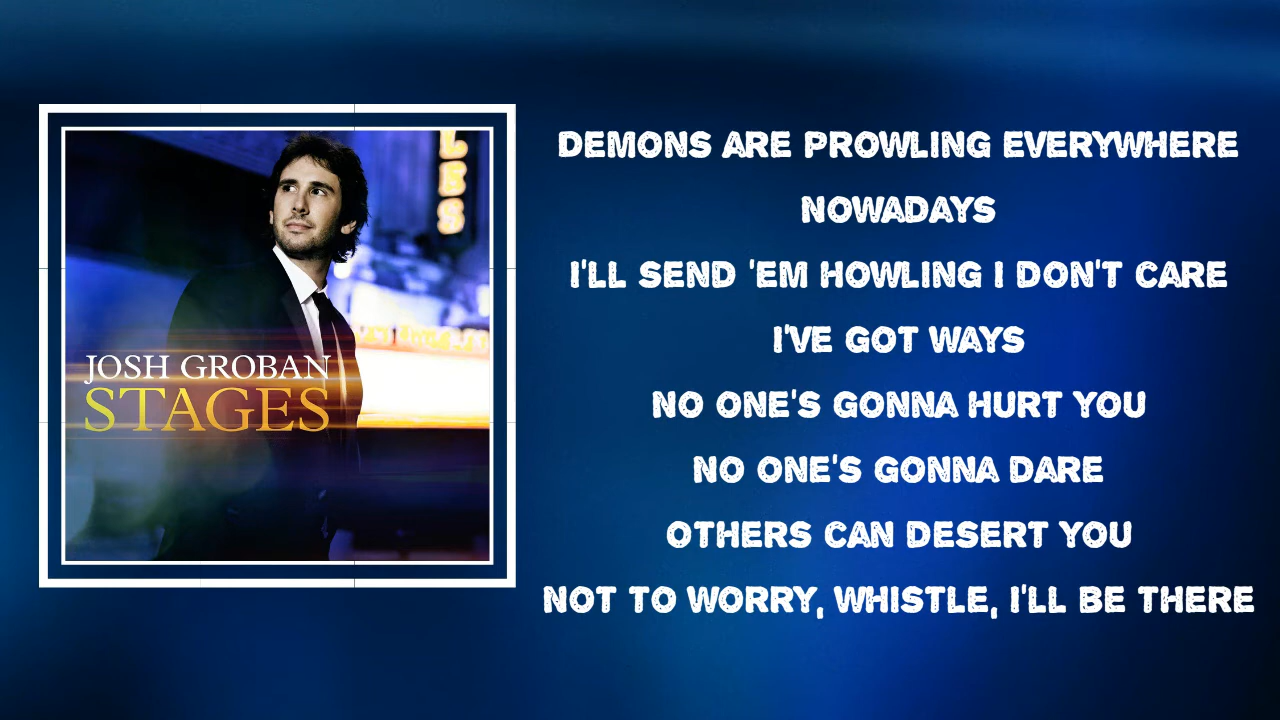 LES
JOSH GROBAN
STAGES
DEMONS ARE PROWLING EVERYWHERE
NOWADAYS
I'LL SEND 'EM HOWLING I DON'T CARE
I'VE GOT WAYS
NO ONE'S GONNA HURT YOU
NO ONE'S GONNA DARE
OTHERS CAN DESERT YOU
NOT TO WORRY, WHISTLE, I'LL BE THERE